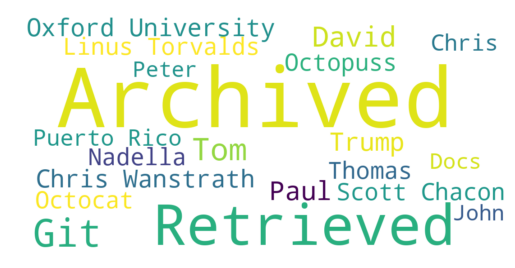 Oxford University
David
Chris
Linus Torvalds
Peter
Octopuss
Archived
Puerto Rico
Nadella
Tom
Trump
Docs
Thomas
Chris Wanstrath
Paul
Scott Chacon
Octocat
Git
Retrieved
John